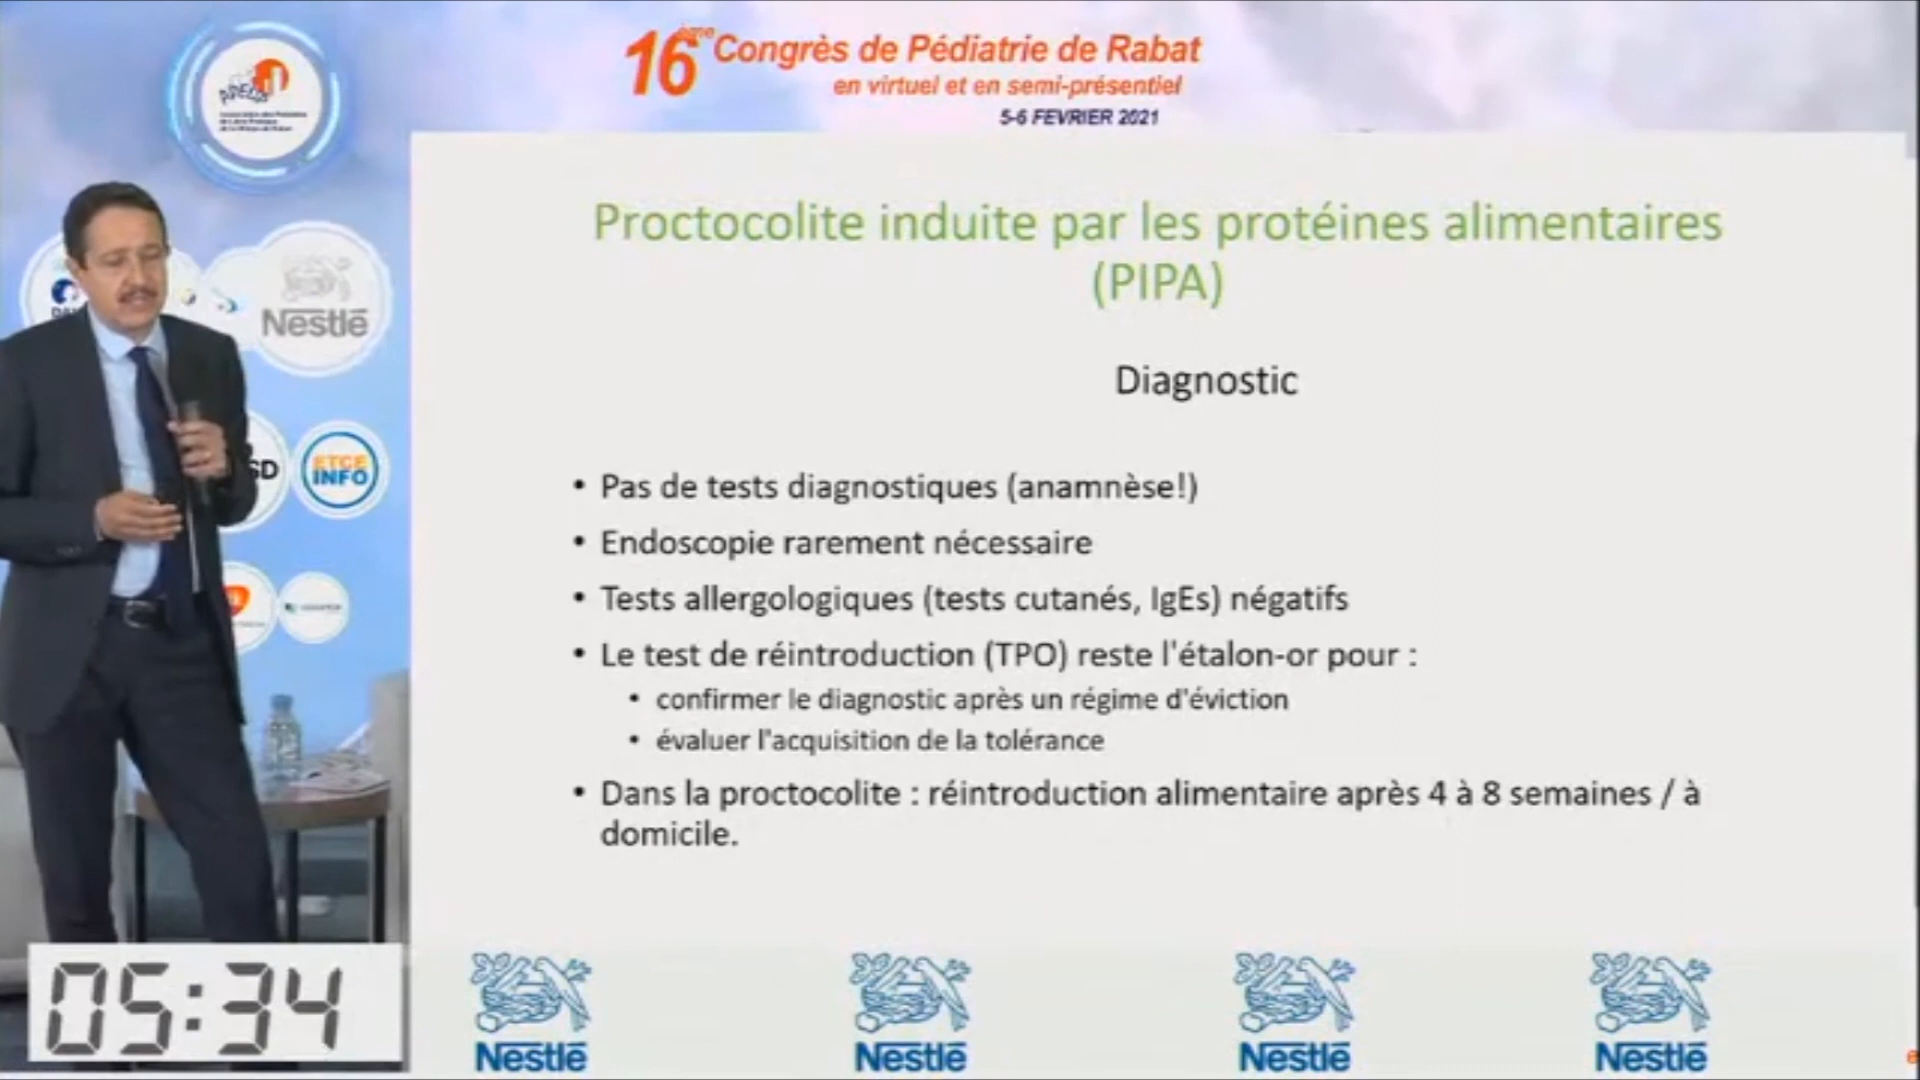 16ème Congrès de Pédiatrie de Rabat
en virtuel et en semi-présentiel
5-6 FEVRIER 2021
Proctocolite induite par les protéines alimentaires
(PIPA)
Diagnostic
• Pas de tests diagnostiques (anamnèse!)
• Endoscopie rarement nécessaire
• Tests allergologiques (tests cutanés, IgEs) négatifs
• Le test de réintroduction (TPO) reste l'étalon-or pour :
• confirmer le diagnostic après un régime d'éviction
• évaluer l'acquisition de la tolérance
• Dans la proctocolite : réintroduction alimentaire après 4 à 8 semaines / à
domicile.
Nestlé
SD
INFO
05:34
Nestlé
Nestlé
Nestlé
Nestlé